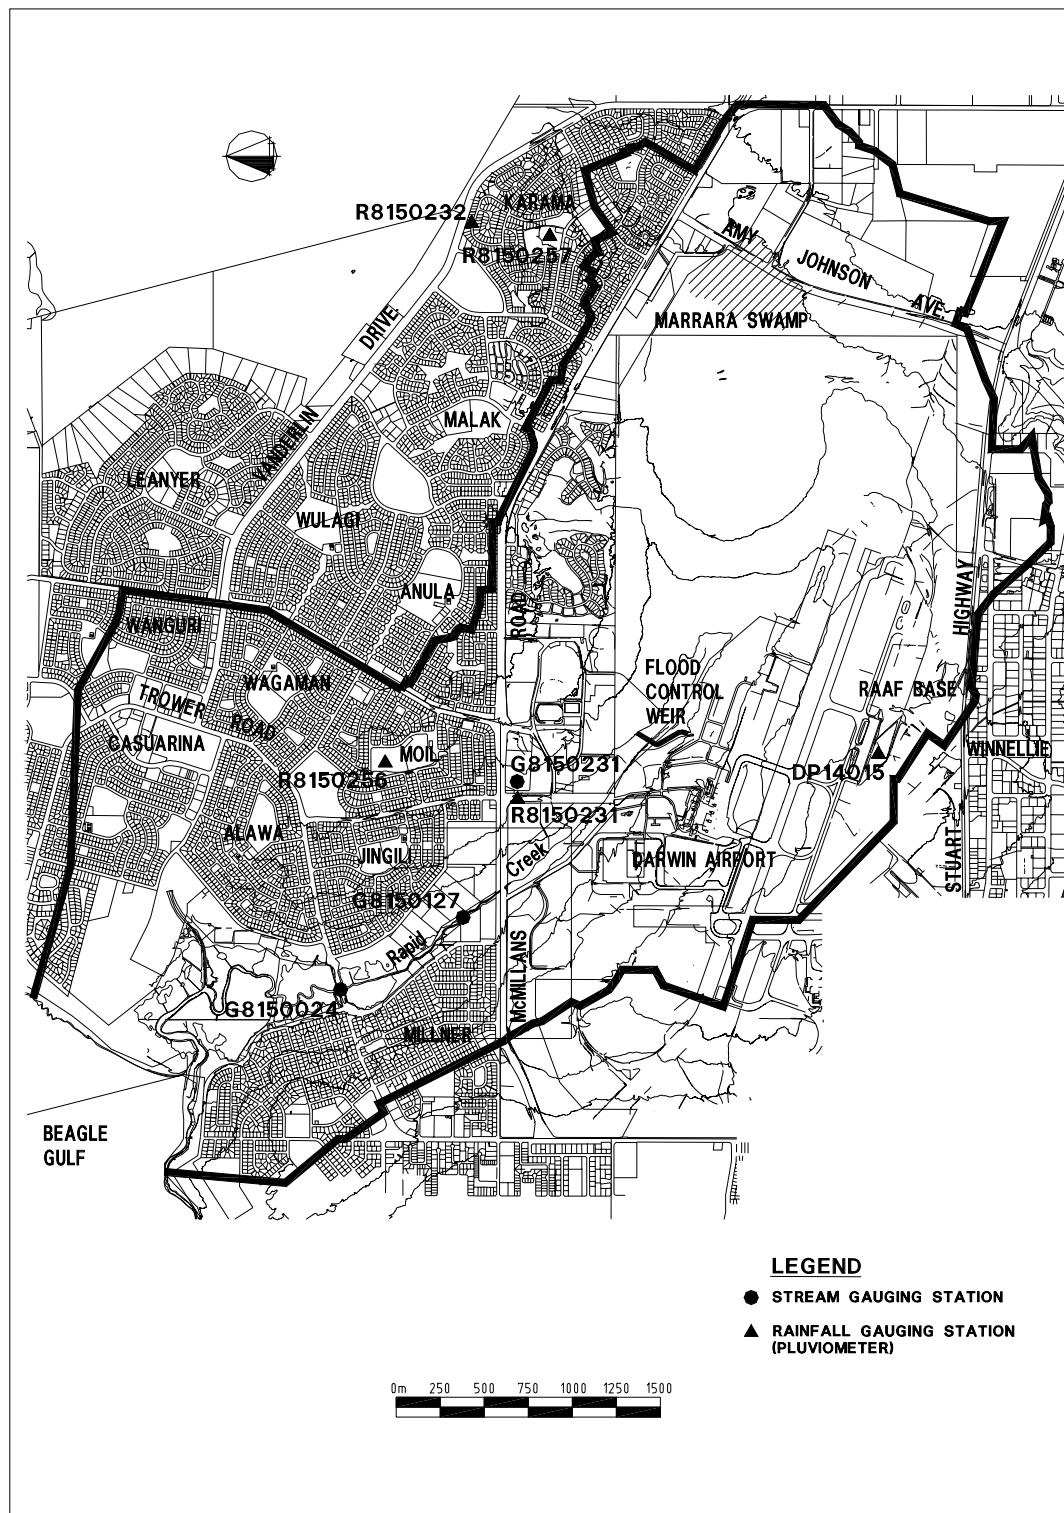 R8150232
KARAMA
R8150257
AMY
JOHNSON
AVE.
MARRARA SWAMP
DRIVE
VANDERLIN
MALAK
LEANYER
WULAGI
ANULA
ROAD
HIGHWAY
WANGURI
WAGAMAN
TROWER
ROAD
CASUARINA
FLOOD
CONTROL
WEIR
RAAF BASE
MOIL
G8150231
R8150256
R8150231
DP14015
WINNELLIE
ALAWA
JINGILI
Creek
DARWIN AIRPORT
STUART
G8150127
Rapid
McMILLANS
G8150024
MILLNER
BEAGLE
GULF
LEGEND
STREAM GAUGING STATION
RAINFALL GAUGING STATION
(PLUVIOMETER)
0m 250 500 750 1000 1250 1500